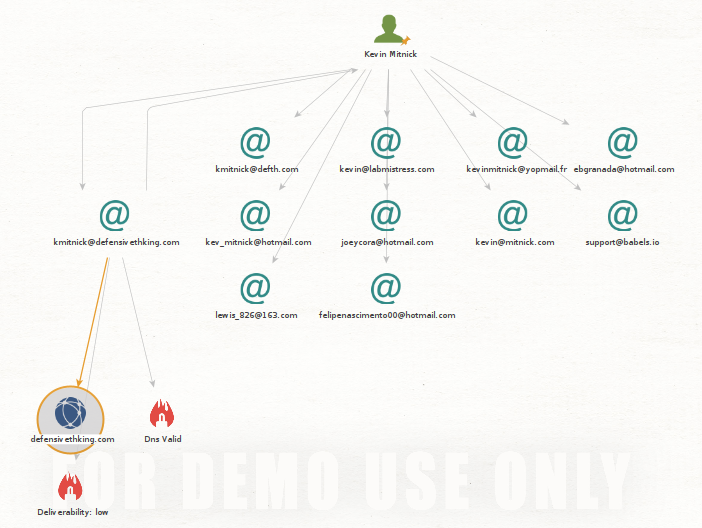 Kevin Mitnick
kmitnick@defth.com
kevin@labmistress.com
kevinmitnick@yopmail.fr
ebgranada@hotmail.com
kmitnick@defensivethking.com
kev_mitnick@hotmail.com
joeycora@hotmail.com
kevin@mitnick.com
support@babels.io
lewis_826@163.com
felipenascimento00@hotmail.com
defensivethking.com
Dns Valid
FOR DEMO USE ONLY
Deliverability: low